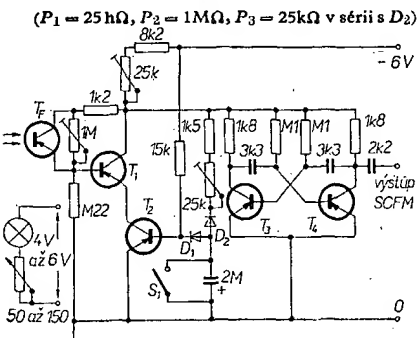 (P₁ = 25 hΩ, P₂ = 1MΩ, P₃ = 25kΩ v sérii s D₂)
8k2
− 6V
25k
1k2
T_F
1M
T₁
15k
1k5
1k8
M1
M1
1k8
3k3
3k3
2k2
25k
výstup
SCFM
M22
T₂
D₁
D₂
T₃
T₄
4V
až 6V
S₁
2M
+
50 až 150
0